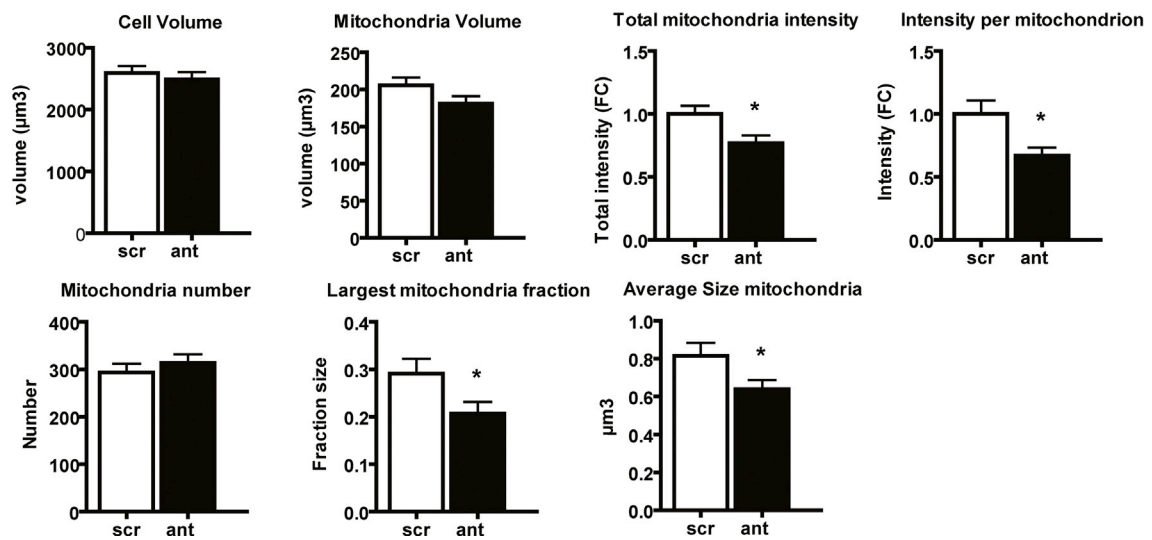 Cell Volume
volume (µm3)
3000
2000
1000
0
scr ant
Mitochondria Volume
volume (µm3)
250
200
150
100
50
0
scr ant
Total mitochondria intensity
Total intensity (FC)
1.5
1.0
0.5
0.0
*
scr ant
Intensity per mitochondrion
Intensity (FC)
1.5
1.0
0.5
0.0
*
scr ant
Mitochondria number
Number
400
300
200
100
0
scr ant
Largest mitochondria fraction
Fraction size
0.4
0.3
0.2
0.1
0.0
*
scr ant
Average Size mitochondria
µm3
1.0
0.8
0.6
0.4
0.2
0.0
*
scr ant